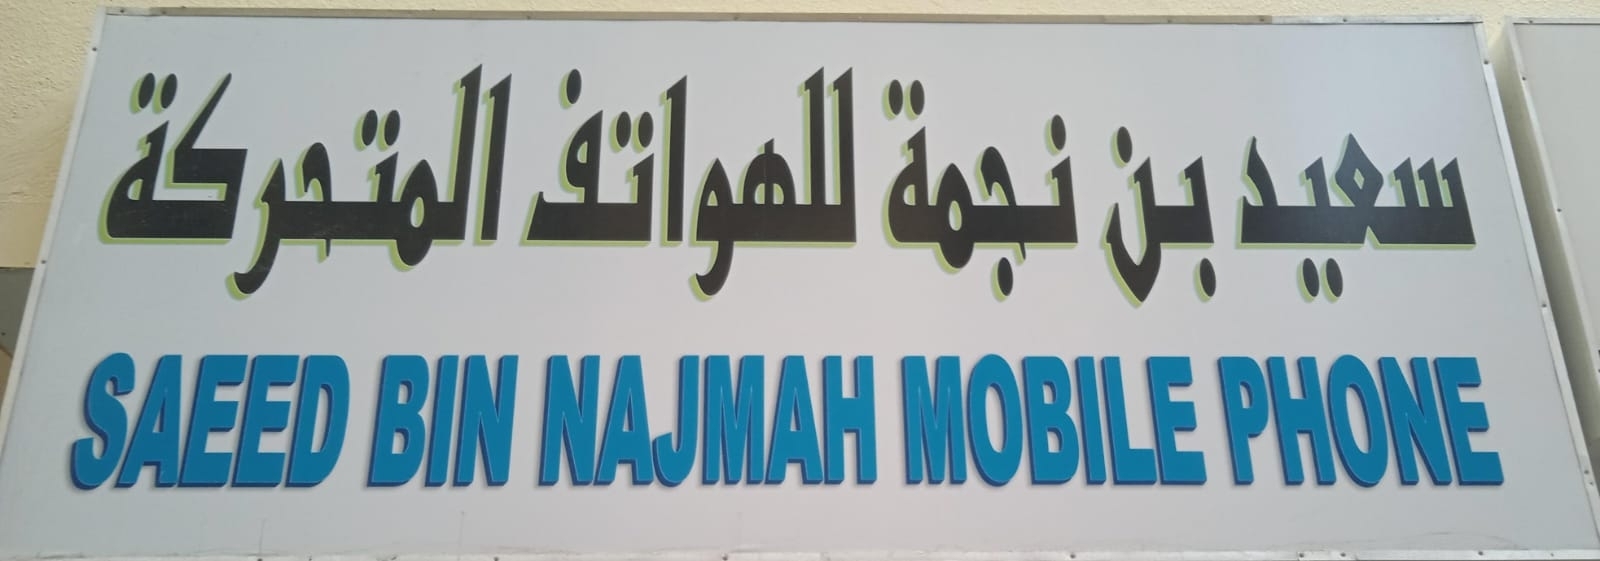 سعيد بن نجمة للهواتف المتحركة
SAEED BIN NAJMAH MOBILE PHONE